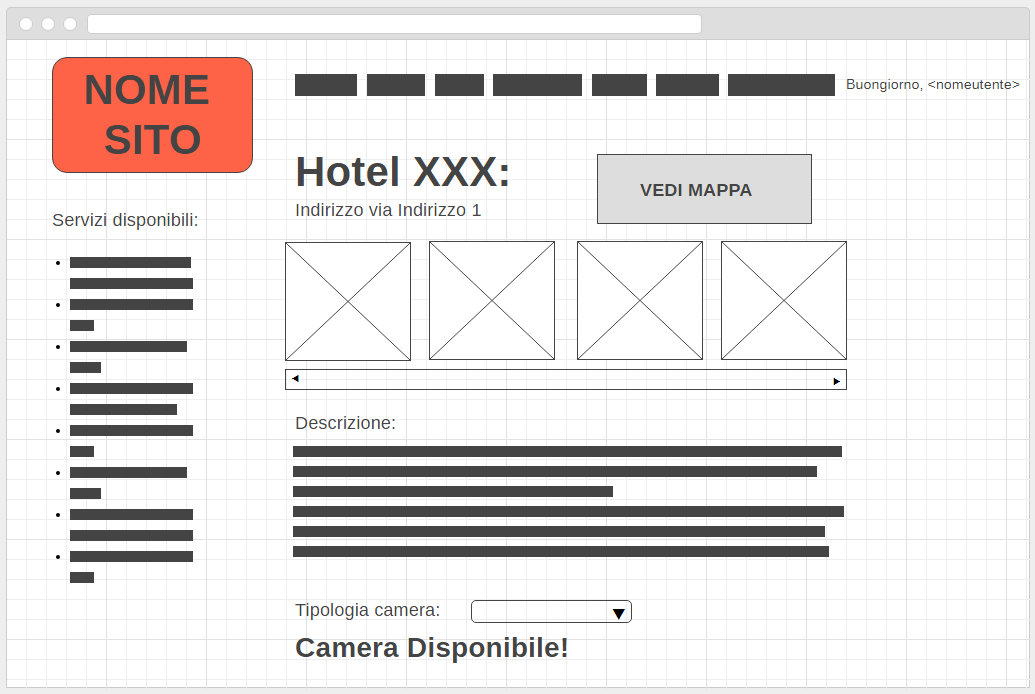 NOME
SITO
Buongiorno, <nomeutente>
Hotel XXX:
Indirizzo via Indirizzo 1
VEDI MAPPA
Servizi disponibili:
Descrizione:
Tipologia camera:
Camera Disponibile!